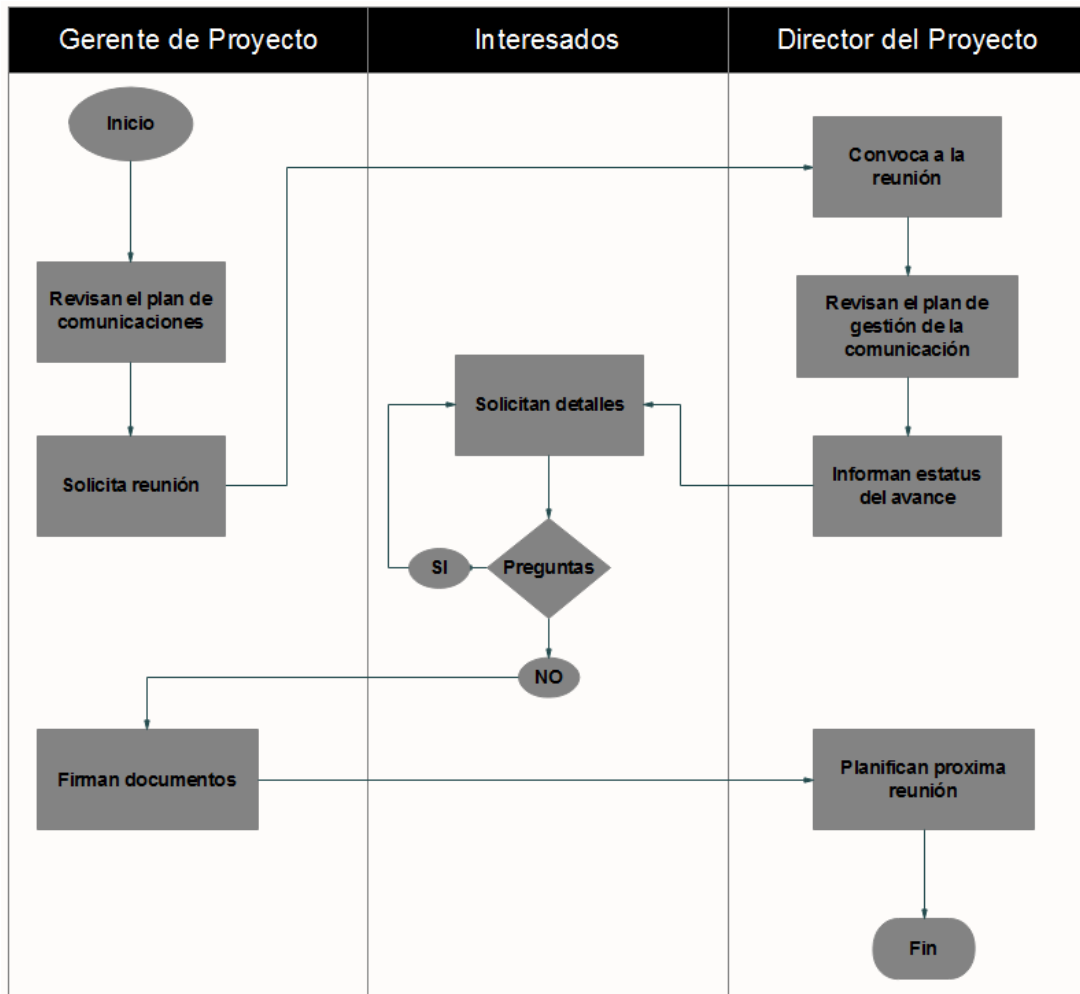 Gerente de Proyecto
Interesados
Director del Proyecto
Inicio
Convoca a la
reunión
Revisan el plan de
comunicaciones
Revisan el plan de
gestión de la
comunicación
Solicitan detalles
Solicita reunión
Informan estatus
del avance
SI
Preguntas
NO
Firman documentos
Planifican proxima
reunión
Fin